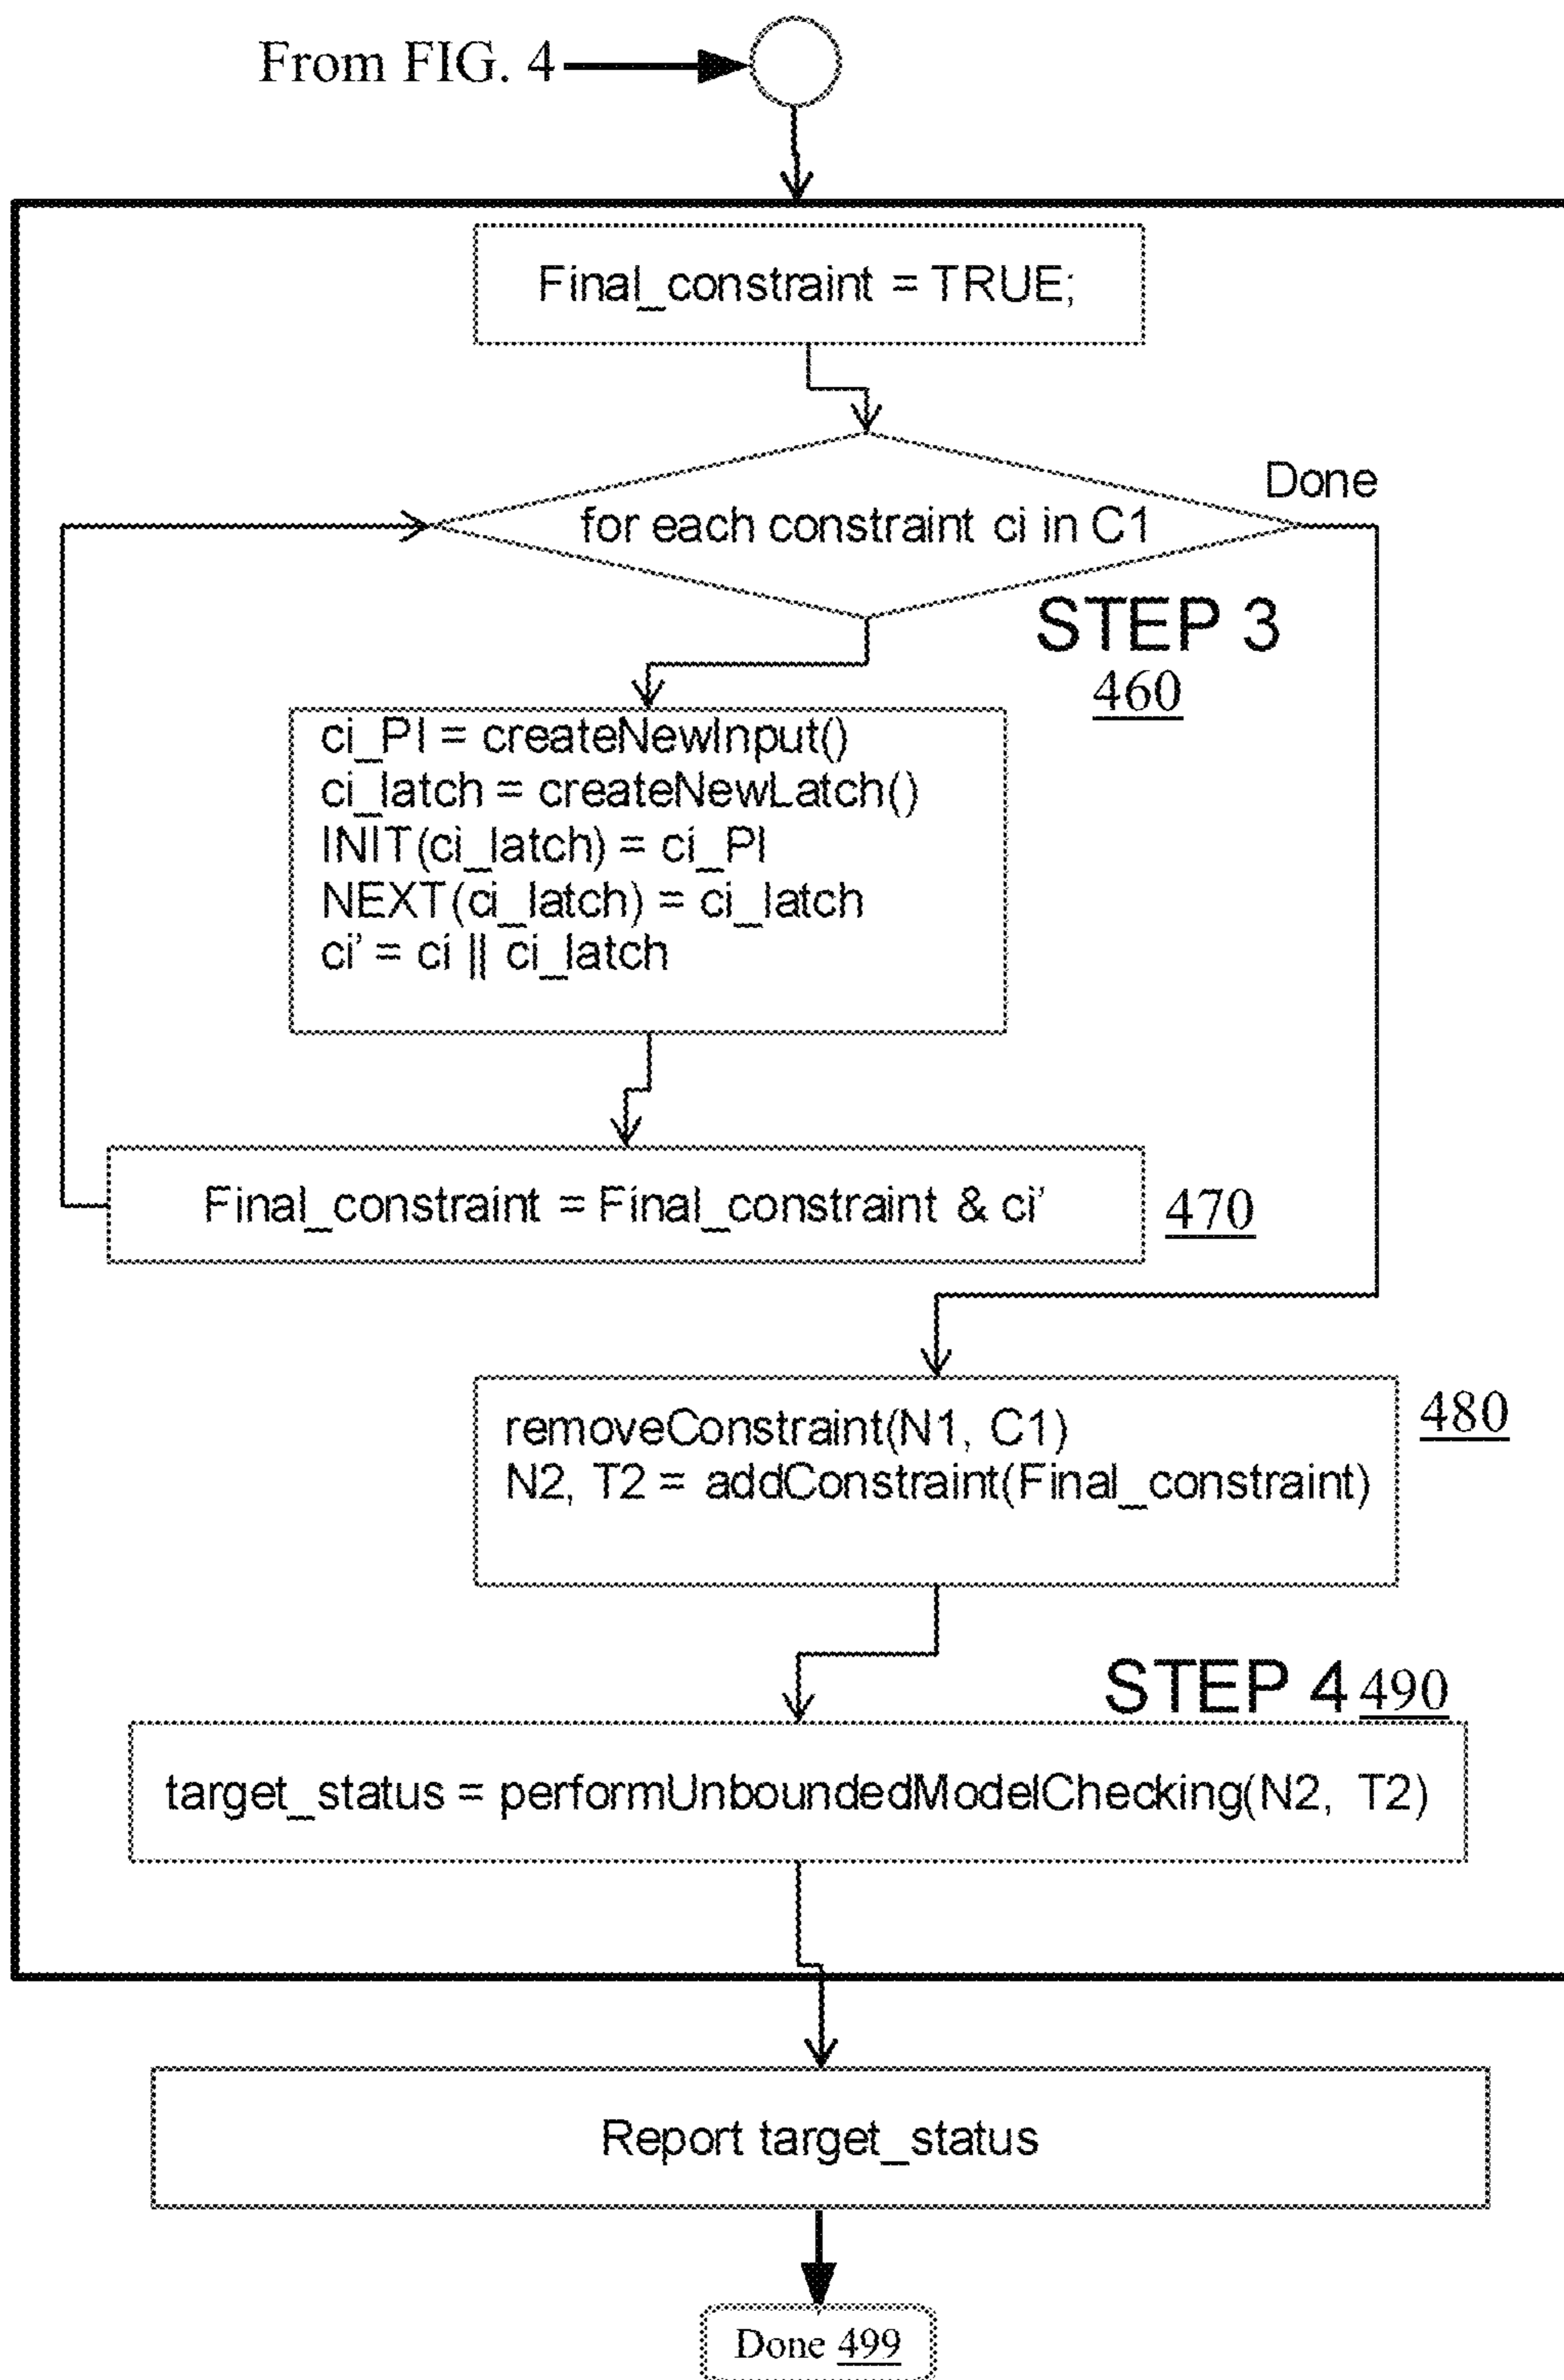 From FIG. 4
Final_constraint = TRUE;
Done
for each constraint ci in C1
STEP 3
460
ci_PI = createNewInput()
ci_latch = createNewLatch()
INIT(ci_latch) = ci_PI
NEXT(ci_latch) = ci_latch
ci’ = ci || ci_latch
Final_constraint = Final_constraint & ci’
470
removeConstraint(N1, C1)
N2, T2 = addConstraint(Final_constraint)
480
STEP 4 490
target_status = performUnboundedModelChecking(N2, T2)
Report target_status
Done 499